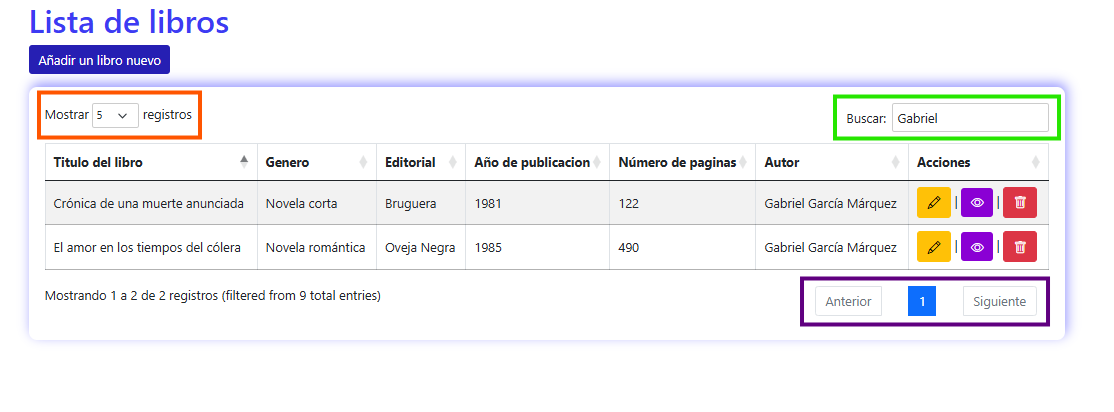 Lista de libros
Añadir un libro nuevo
Mostrar 5 registros Buscar: Gabriel
Titulo del libro Genero Editorial Año de publicacion Número de paginas Autor Acciones
Crónica de una muerte anunciada Novela corta Bruguera 1981 122 Gabriel García Márquez | |
El amor en los tiempos del cólera Novela romántica Oveja Negra 1985 490 Gabriel García Márquez | |
Mostrando 1 a 2 de 2 registros (filtered from 9 total entries) Anterior 1 Siguiente